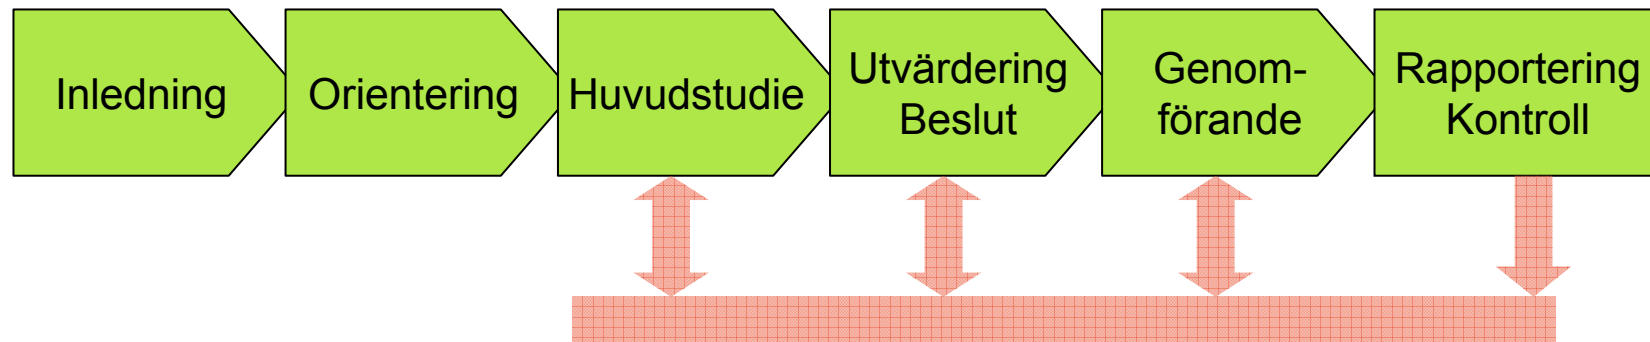 Inledning
Orientering
Huvudstudie
Utvärdering
Beslut
Genom-
förande
Rapportering
Kontroll